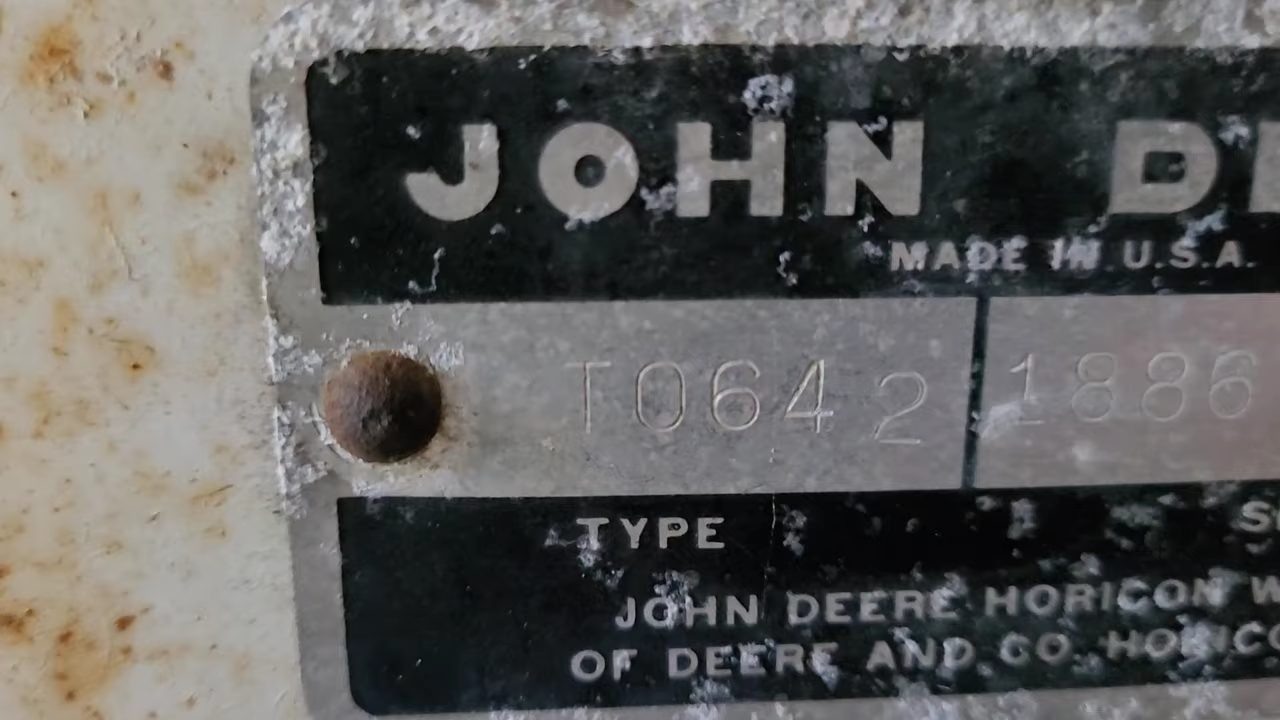 JOHN DE
MADE IN U.S.A.
T0642 1886
TYPE S
JOHN DEERE HORICON W
OF DEERE AND CO. HORICO